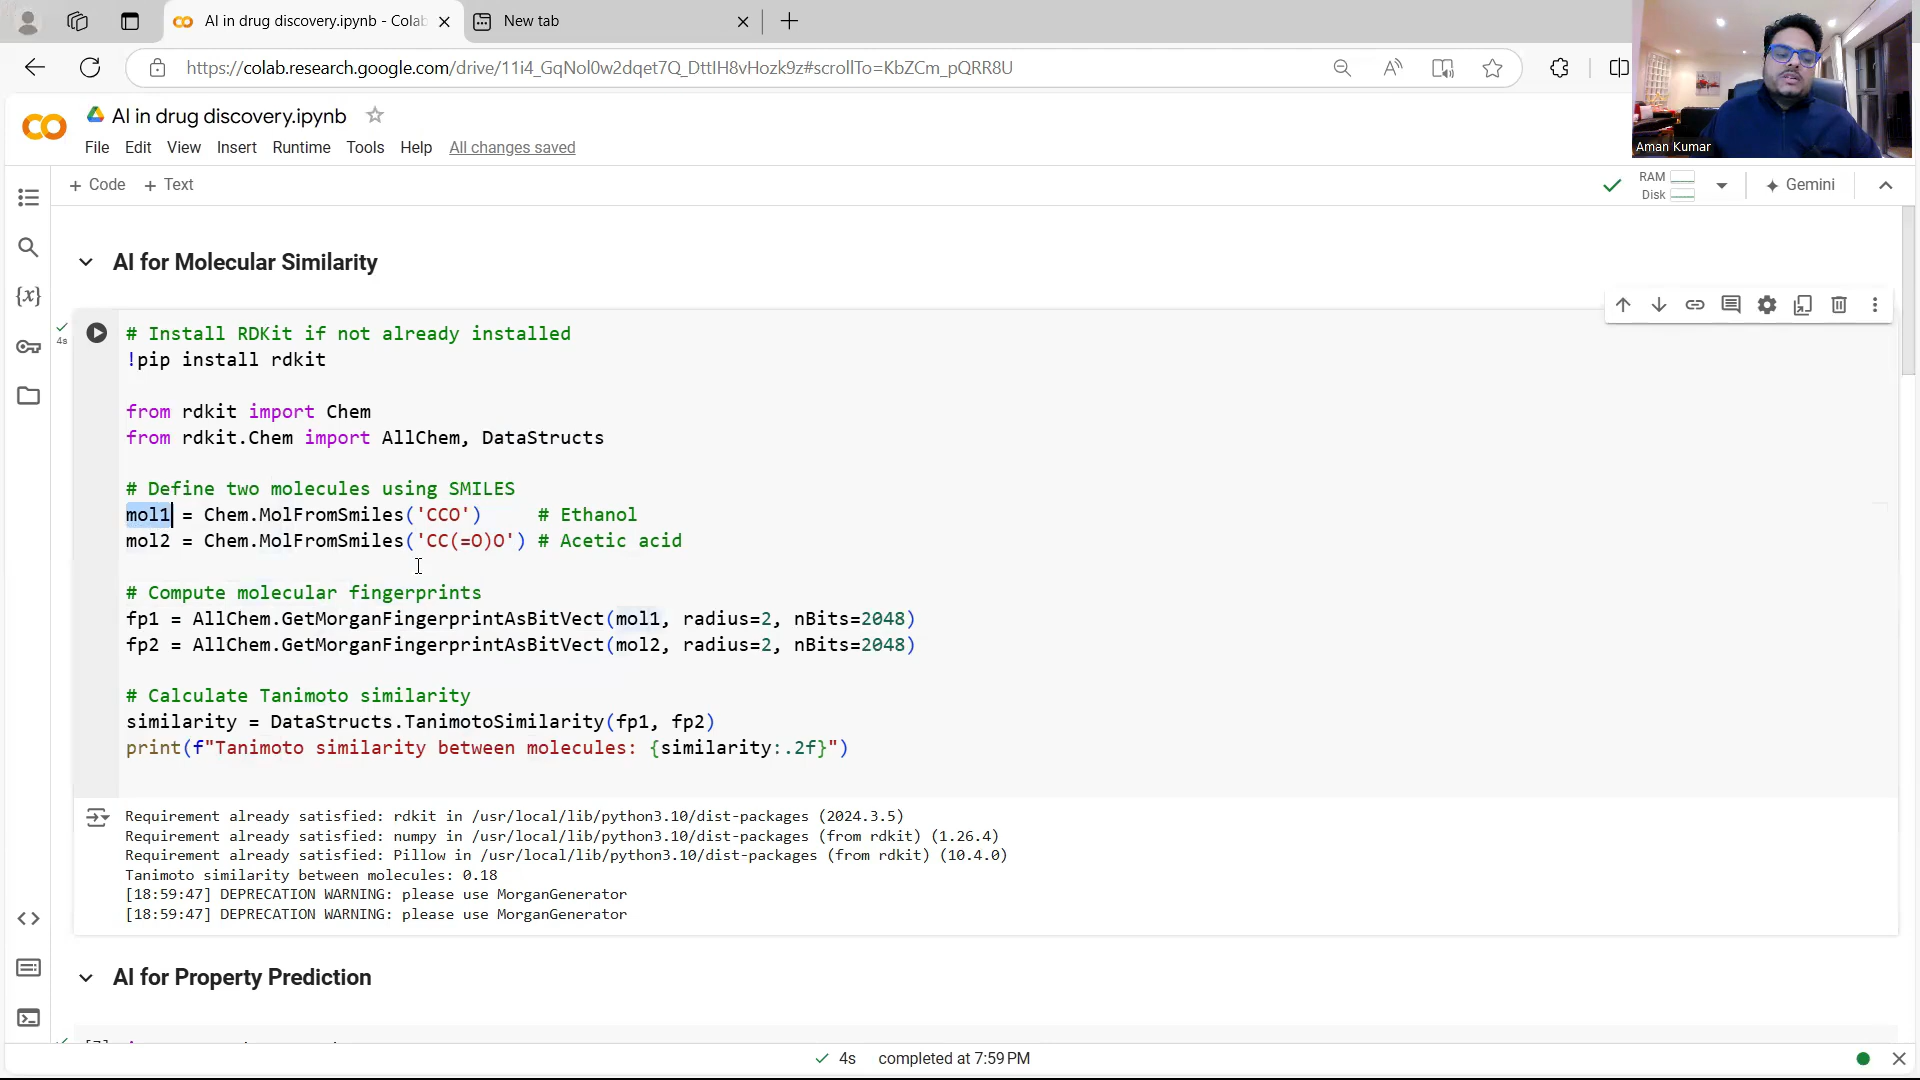 AI in drug discovery.ipynb - Colab
New tab
https://colab.research.google.com/drive/11i4_GqNol0w2dqet7Q_DttIH8vHozk9z#scrollTo=KbZCm_pQRR8U
Aman Kumar
AI in drug discovery.ipynb
File Edit View Insert Runtime Tools Help All changes saved
+ Code + Text
RAM
Disk
Gemini
AI for Molecular Similarity
4s
# Install RDKit if not already installed
!pip install rdkit
from rdkit import Chem
from rdkit.Chem import AllChem, DataStructs
# Define two molecules using SMILES
mol1 = Chem.MolFromSmiles('CCO')     # Ethanol
mol2 = Chem.MolFromSmiles('CC(=O)O') # Acetic acid
# Compute molecular fingerprints
fp1 = AllChem.GetMorganFingerprintAsBitVect(mol1, radius=2, nBits=2048)
fp2 = AllChem.GetMorganFingerprintAsBitVect(mol2, radius=2, nBits=2048)
# Calculate Tanimoto similarity
similarity = DataStructs.TanimotoSimilarity(fp1, fp2)
print(f"Tanimoto similarity between molecules: {similarity:.2f}")
Requirement already satisfied: rdkit in /usr/local/lib/python3.10/dist-packages (2024.3.5)
Requirement already satisfied: numpy in /usr/local/lib/python3.10/dist-packages (from rdkit) (1.26.4)
Requirement already satisfied: Pillow in /usr/local/lib/python3.10/dist-packages (from rdkit) (10.4.0)
Tanimoto similarity between molecules: 0.18
[18:59:47] DEPRECATION WARNING: please use MorganGenerator
[18:59:47] DEPRECATION WARNING: please use MorganGenerator
AI for Property Prediction
4s completed at 7:59 PM